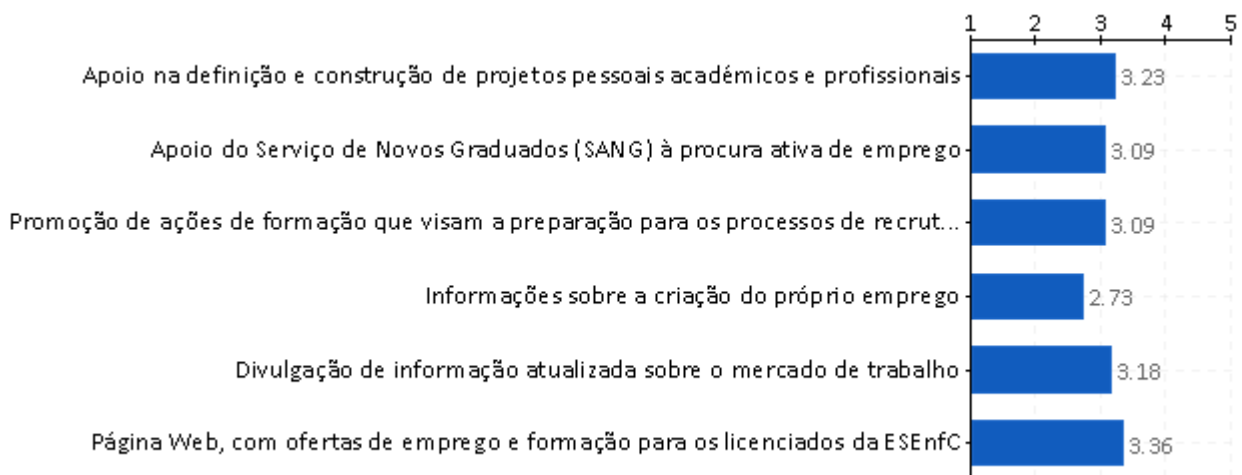 1 2 3 4 5
Apoio na definição e construção de projetos pessoais académicos e profissionais 3.23
Apoio do Serviço de Novos Graduados (SANG) à procura ativa de emprego 3.09
Promoção de ações de formação que visam a preparação para os processos de recrut... 3.09
Informações sobre a criação do próprio emprego 2.73
Divulgação de informação atualizada sobre o mercado de trabalho 3.18
Página Web, com ofertas de emprego e formação para os licenciados da ESEnfC 3.36